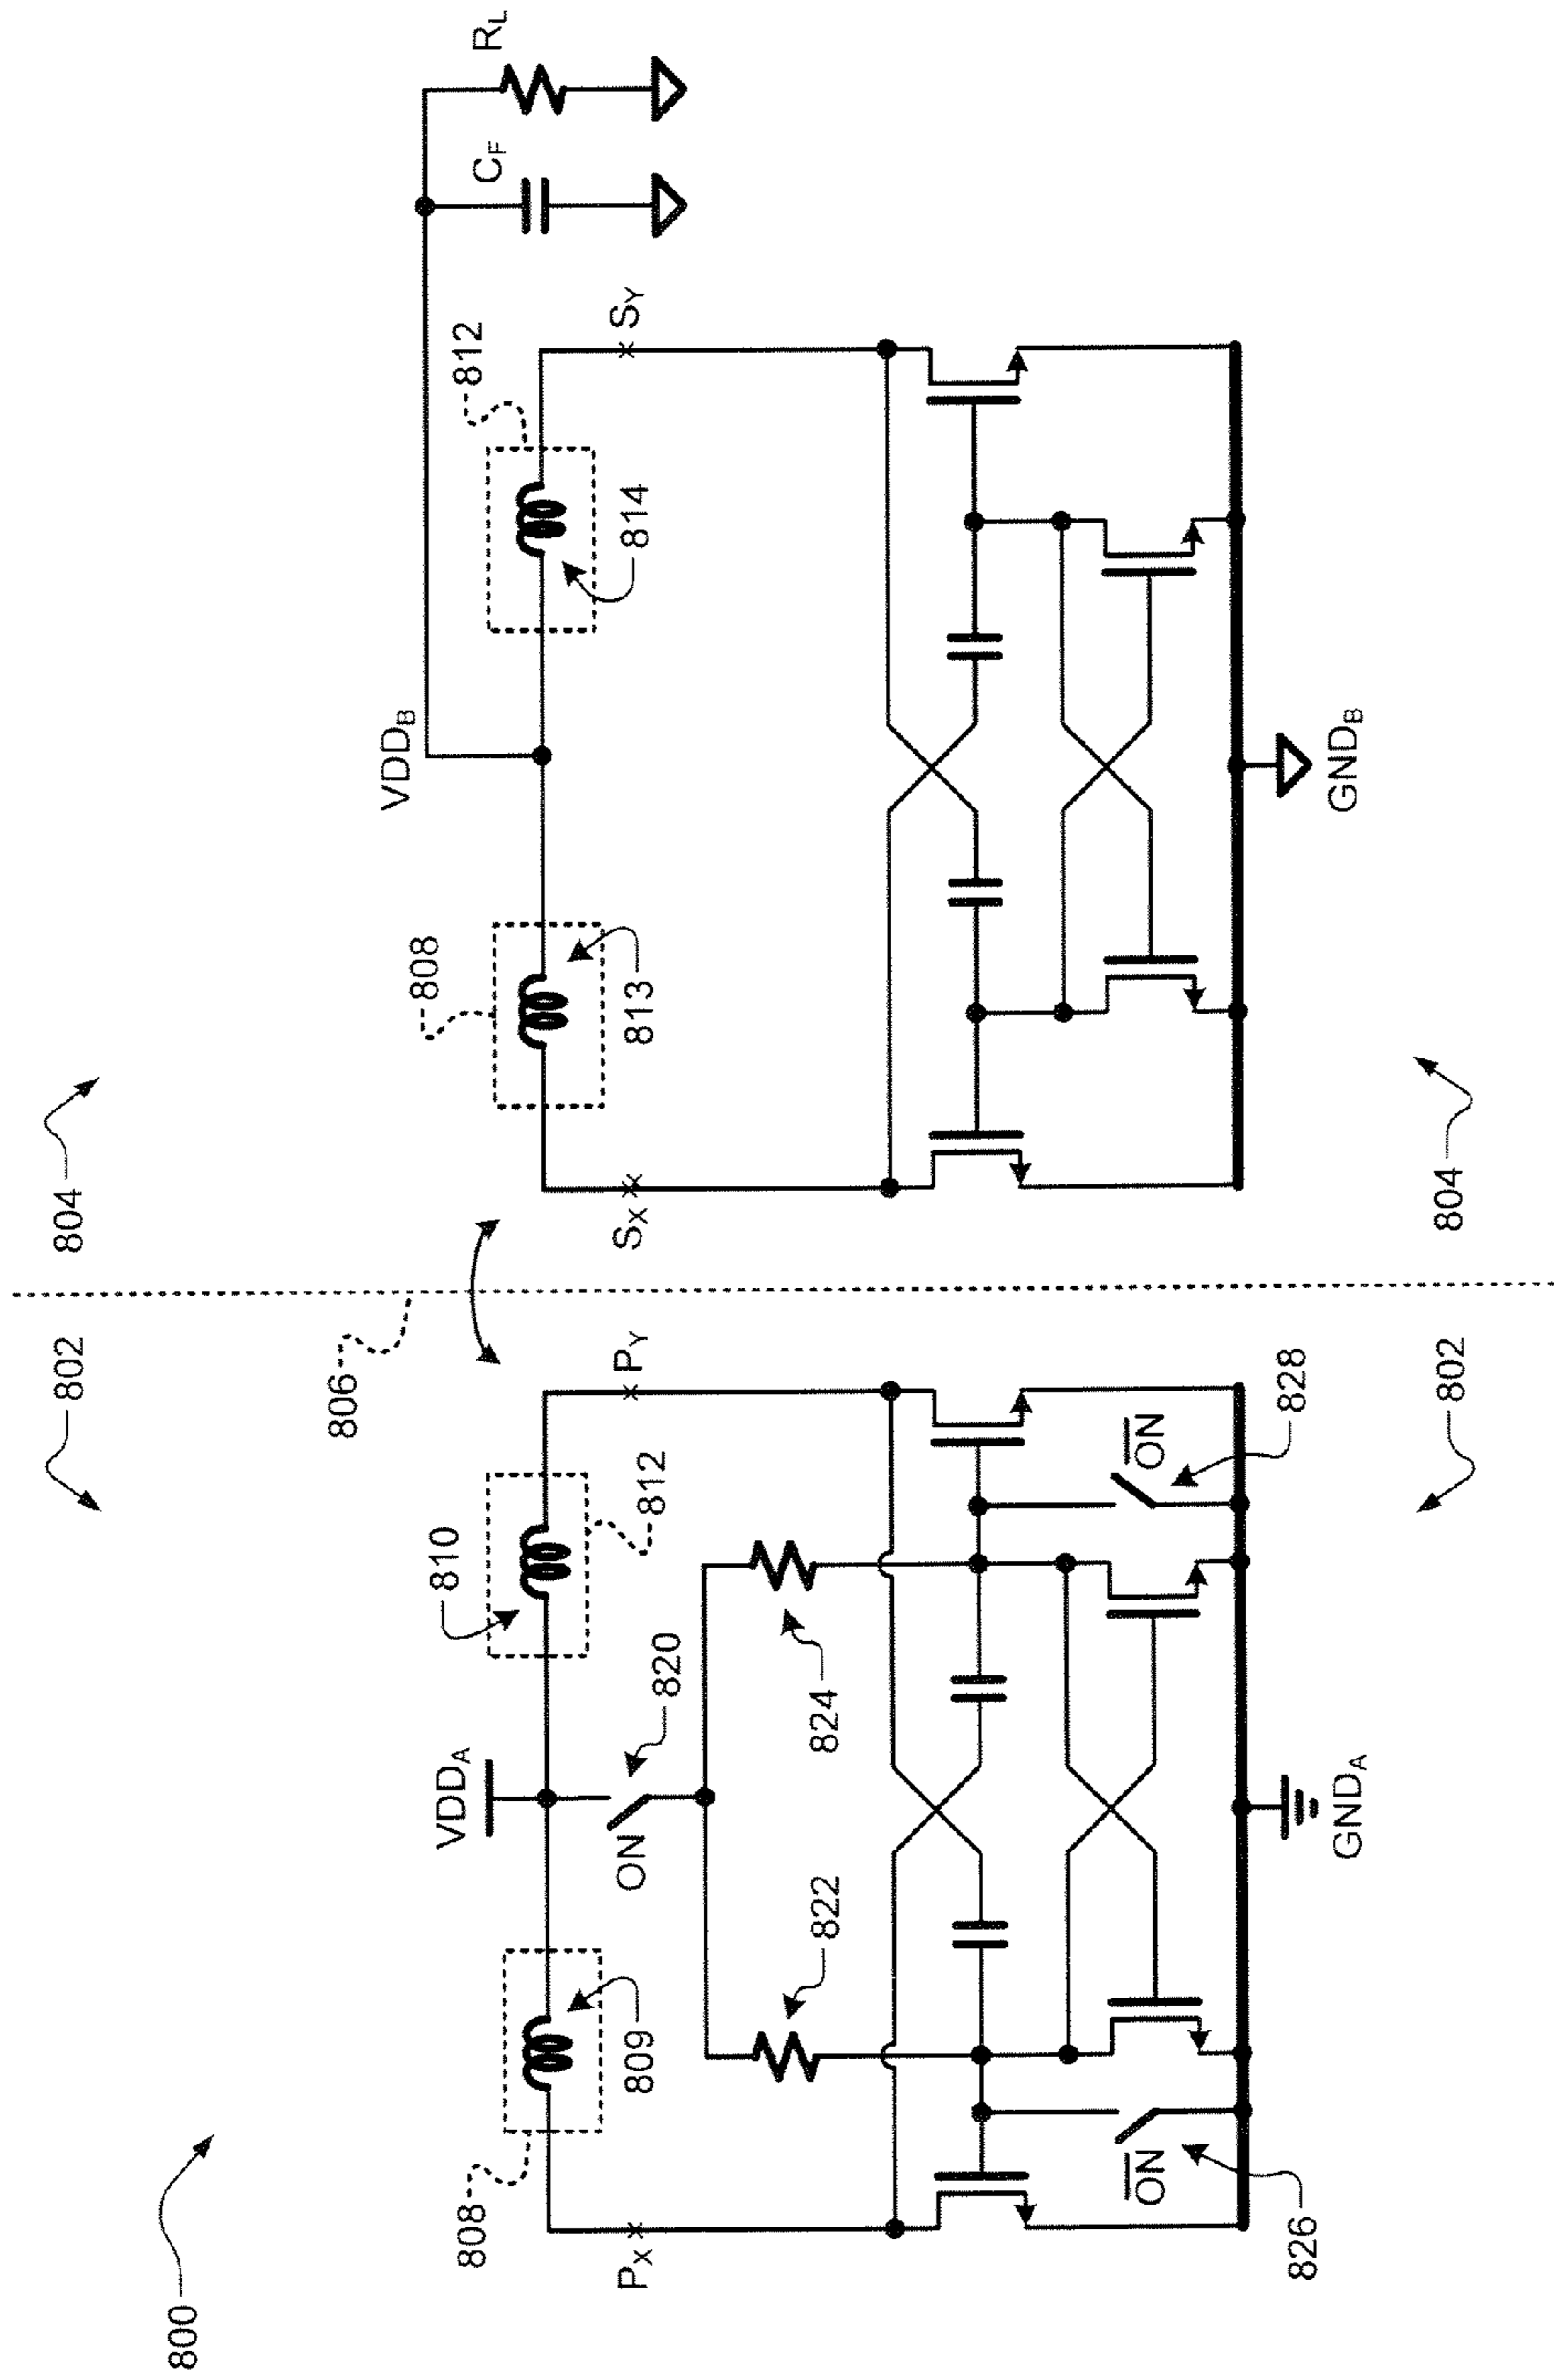 800
802
804
806
808
809
VDD_A
810
812
P_X
P_Y
ON
820
822
824
ON̅
826
ON̅
828
GND_A
802
S_X
808
813
VDD_B
812
814
S_Y
C_F
R_L
GND_B
804